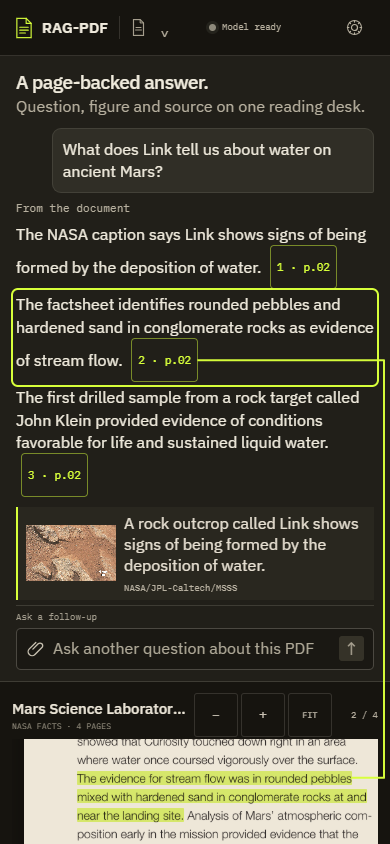 RAG-PDF
Model ready
A page-backed answer.
Question, figure and source on one reading desk.
What does Link tell us about water on
ancient Mars?
From the document
The NASA caption says Link shows signs of being
formed by the deposition of water. 1 · p.02
The factsheet identifies rounded pebbles and
hardened sand in conglomerate rocks as evidence
of stream flow. 2 · p.02
The first drilled sample from a rock target called
John Klein provided evidence of conditions
favorable for life and sustained liquid water.
3 · p.02
A rock outcrop called Link shows
signs of being formed by the
deposition of water.
NASA/JPL-Caltech/MSSS
Ask a follow-up
Ask another question about this PDF
Mars Science Laborator...
NASA FACTS · 4 PAGES
− + FIT 2 / 4
showed that Curiosity touched down right in an area
where water once coursed vigorously over the surface.
The evidence for stream flow was in rounded pebbles
mixed with hardened sand in conglomerate rocks at and
near the landing site. Analysis of Mars' atmospheric com-
position early in the mission provided evidence that the